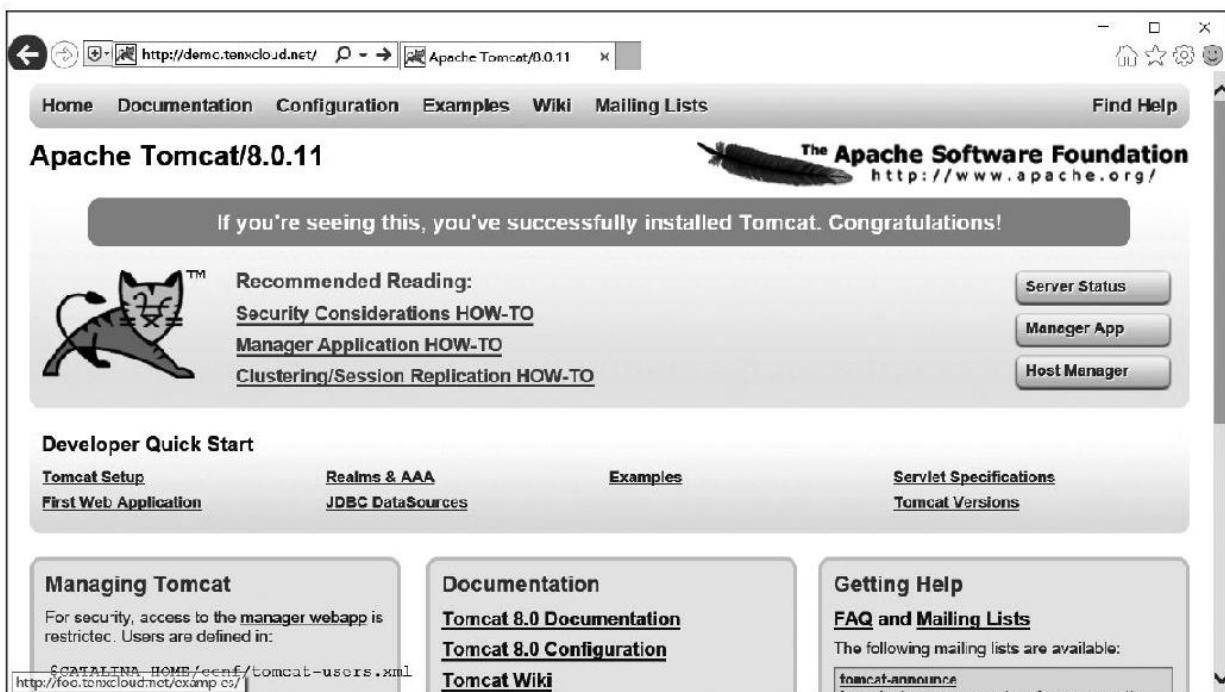 http://demo.tenxcloud.net/
Apache Tomcat/8.0.11
Home Documentation Configuration Examples Wiki Mailing Lists Find Help
Apache Tomcat/8.0.11
The Apache Software Foundation
http://www.apache.org/
If you're seeing this, you've successfully installed Tomcat. Congratulations!
TM
Recommended Reading:
Security Considerations HOW-TO
Manager Application HOW-TO
Clustering/Session Replication HOW-TO
Server Status
Manager App
Host Manager
Developer Quick Start
Tomcat Setup
First Web Application
Realms & AAA
JDBC DataSources
Examples
Servlet Specifications
Tomcat Versions
Managing Tomcat
For security, access to the manager webapp is
restricted. Users are defined in:
$CATALINA_HOME/conf/tomcat-users.xml
http://foo.tenxcloud.net/examples/
Documentation
Tomcat 8.0 Documentation
Tomcat 8.0 Configuration
Tomcat Wiki
Getting Help
FAQ and Mailing Lists
The following mailing lists are available:
tomcat-announce